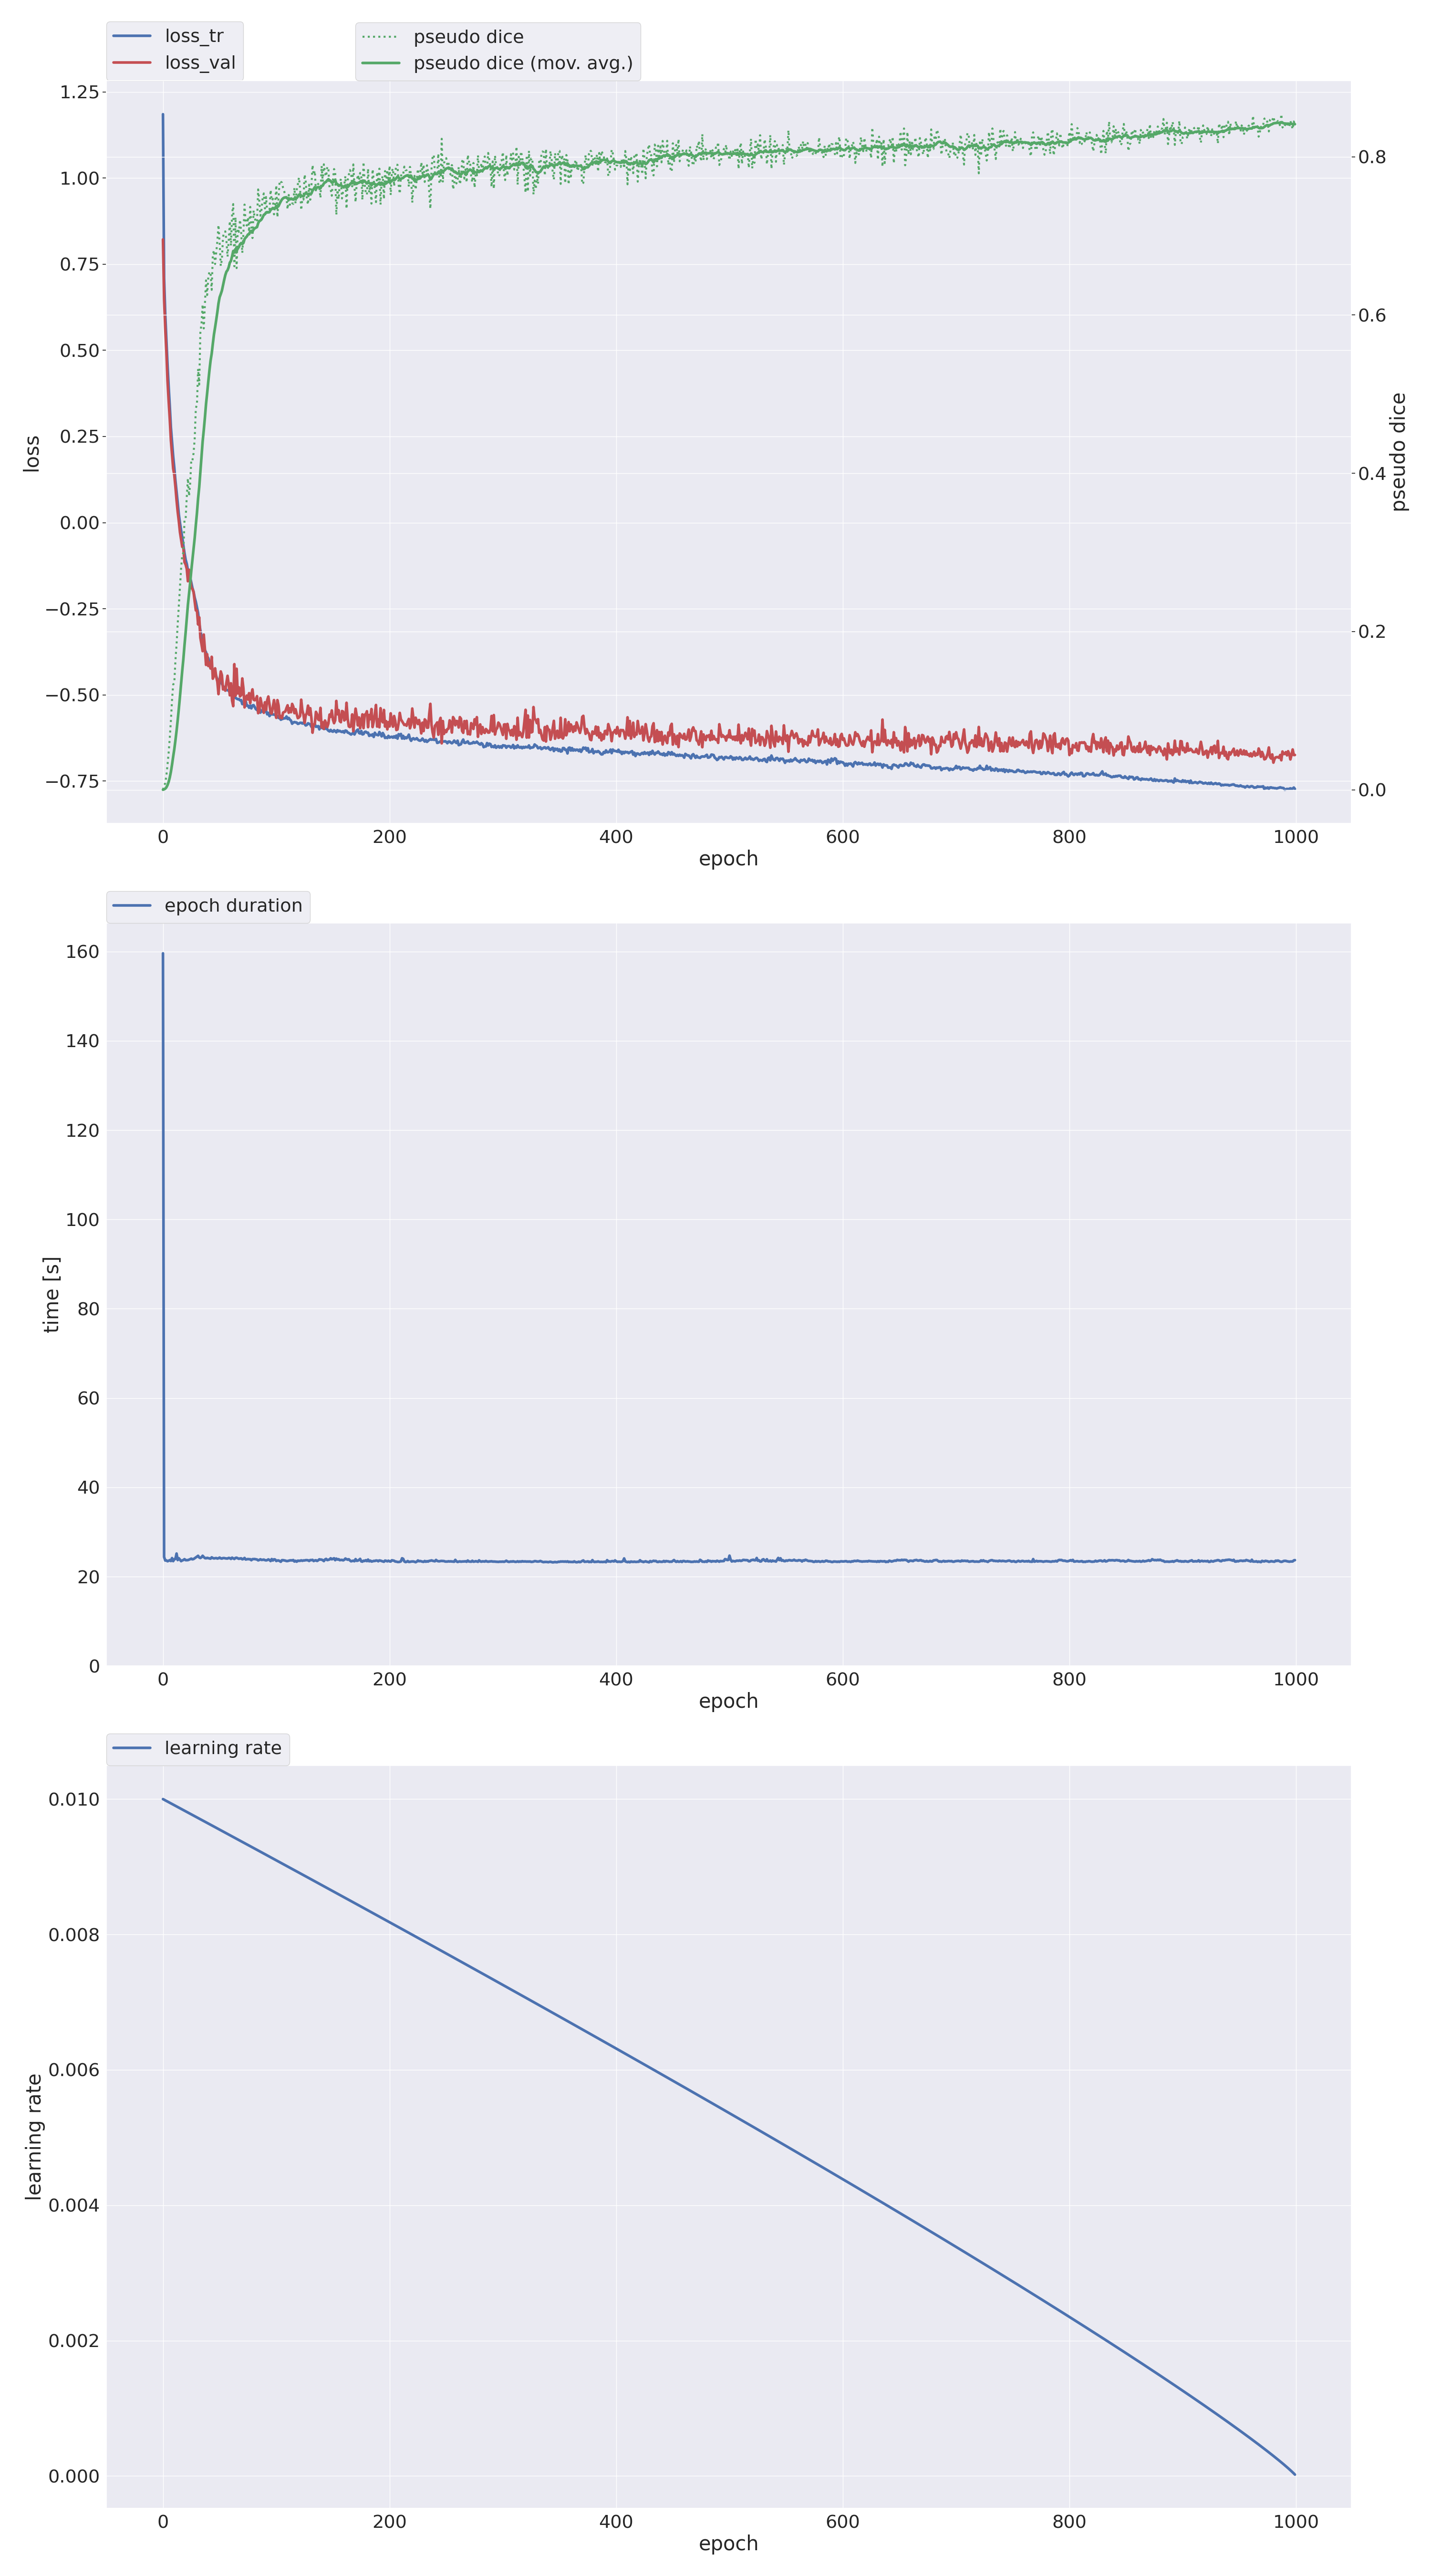 loss_tr
loss_val
pseudo dice
pseudo dice (mov. avg.)
1.25
1.00
0.75
0.50
0.25
0.00
−0.25
−0.50
−0.75
loss
0.8
0.6
0.4
0.2
0.0
pseudo dice
0 200 400 600 800 1000
epoch
epoch duration
160
140
120
100
80
60
40
20
0
time [s]
0 200 400 600 800 1000
epoch
learning rate
0.010
0.008
0.006
0.004
0.002
0.000
learning rate
0 200 400 600 800 1000
epoch